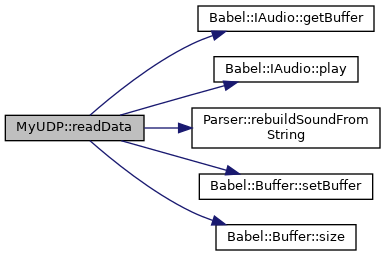 Babel::IAudio::getBuffer
Babel::IAudio::play
MyUDP::readData
Parser::rebuildSoundFrom
String
Babel::Buffer::setBuffer
Babel::Buffer::size